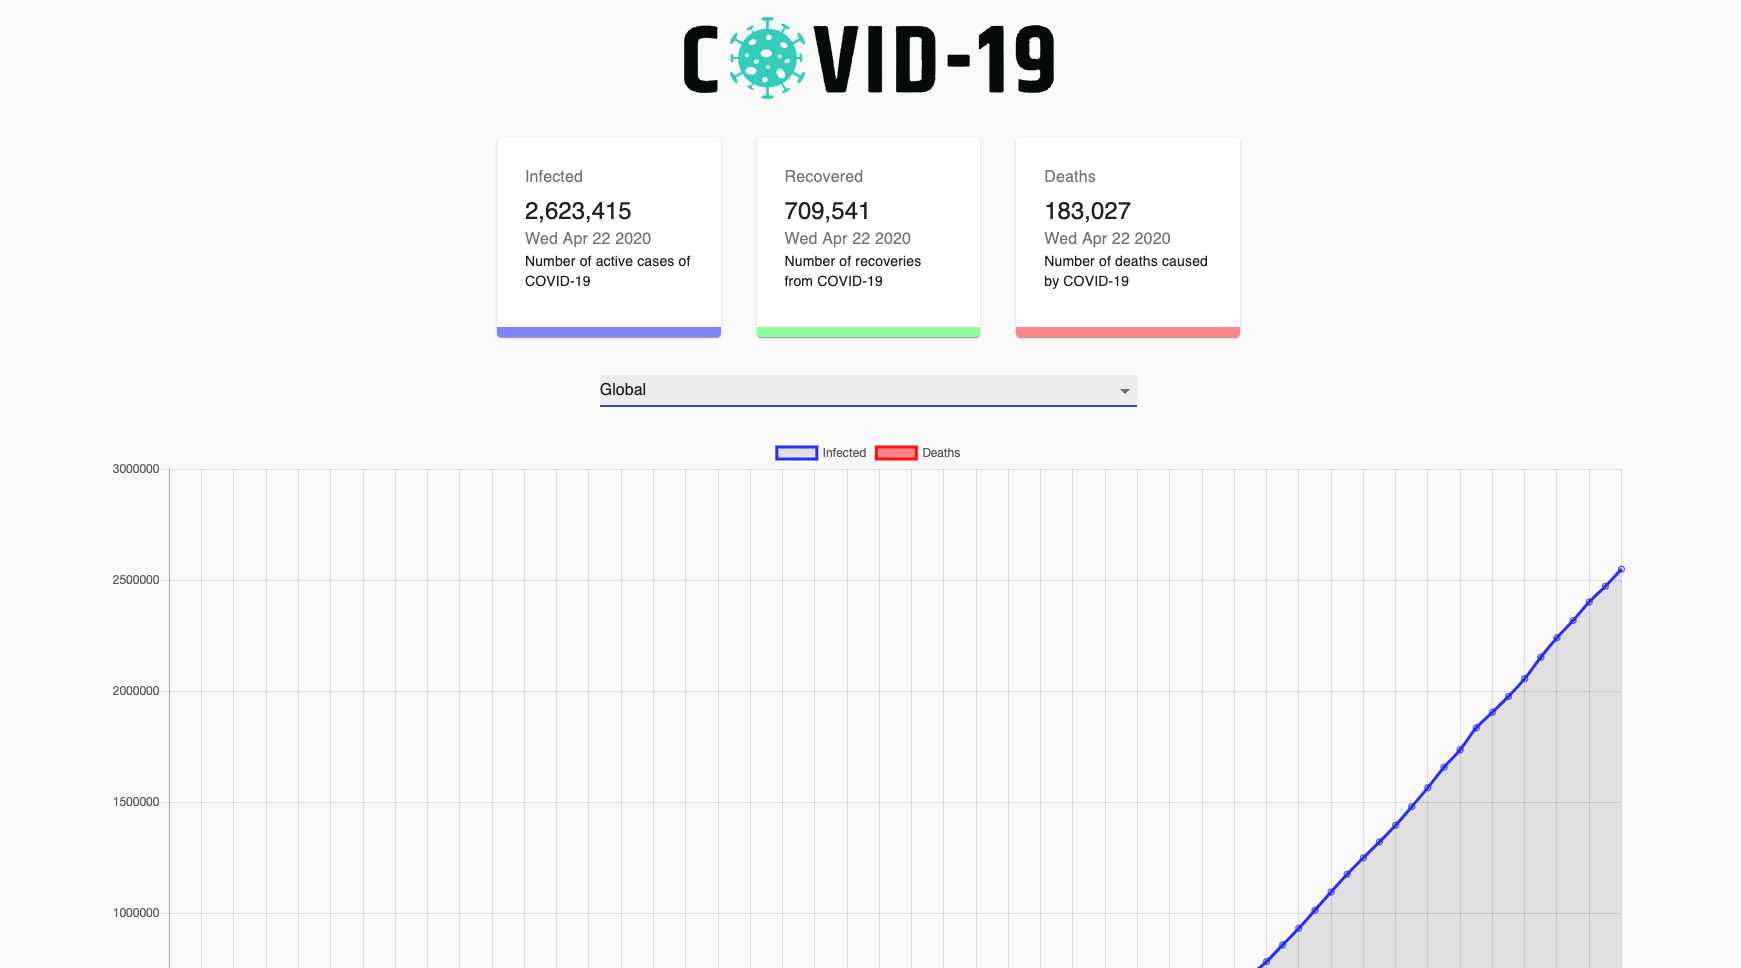 COVID-19
Infected
2,623,415
Wed Apr 22 2020
Number of active cases of
COVID-19
Recovered
709,541
Wed Apr 22 2020
Number of recoveries
from COVID-19
Deaths
183,027
Wed Apr 22 2020
Number of deaths caused
by COVID-19
Global
Infected Deaths
3000000
2500000
2000000
1500000
1000000